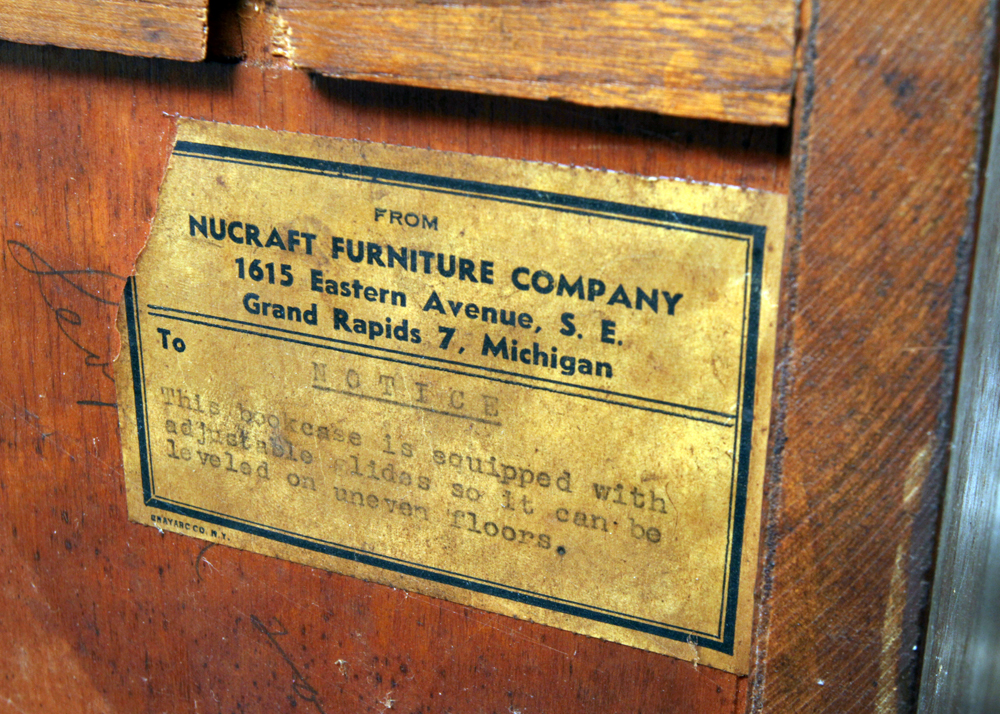 FROM
NUCRAFT FURNITURE COMPANY
1615 Eastern Avenue, S. E.
Grand Rapids 7, Michigan
To
NOTICE
This bookcase is equipped with
adjustable glides so it can be
leveled on uneven floors.
CO. N.Y.